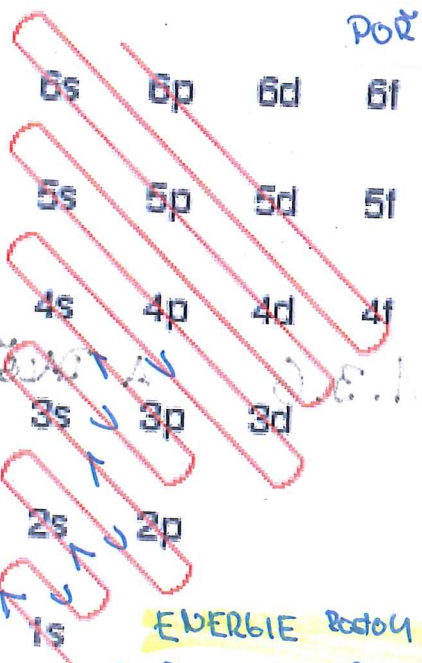 POŘ
6s 6p 6d 6f
5s 5p 5d 5f
4s 4p 4d 4f
3s 3p 3d
2s 2p
1s
ENERGIE ROSTOU